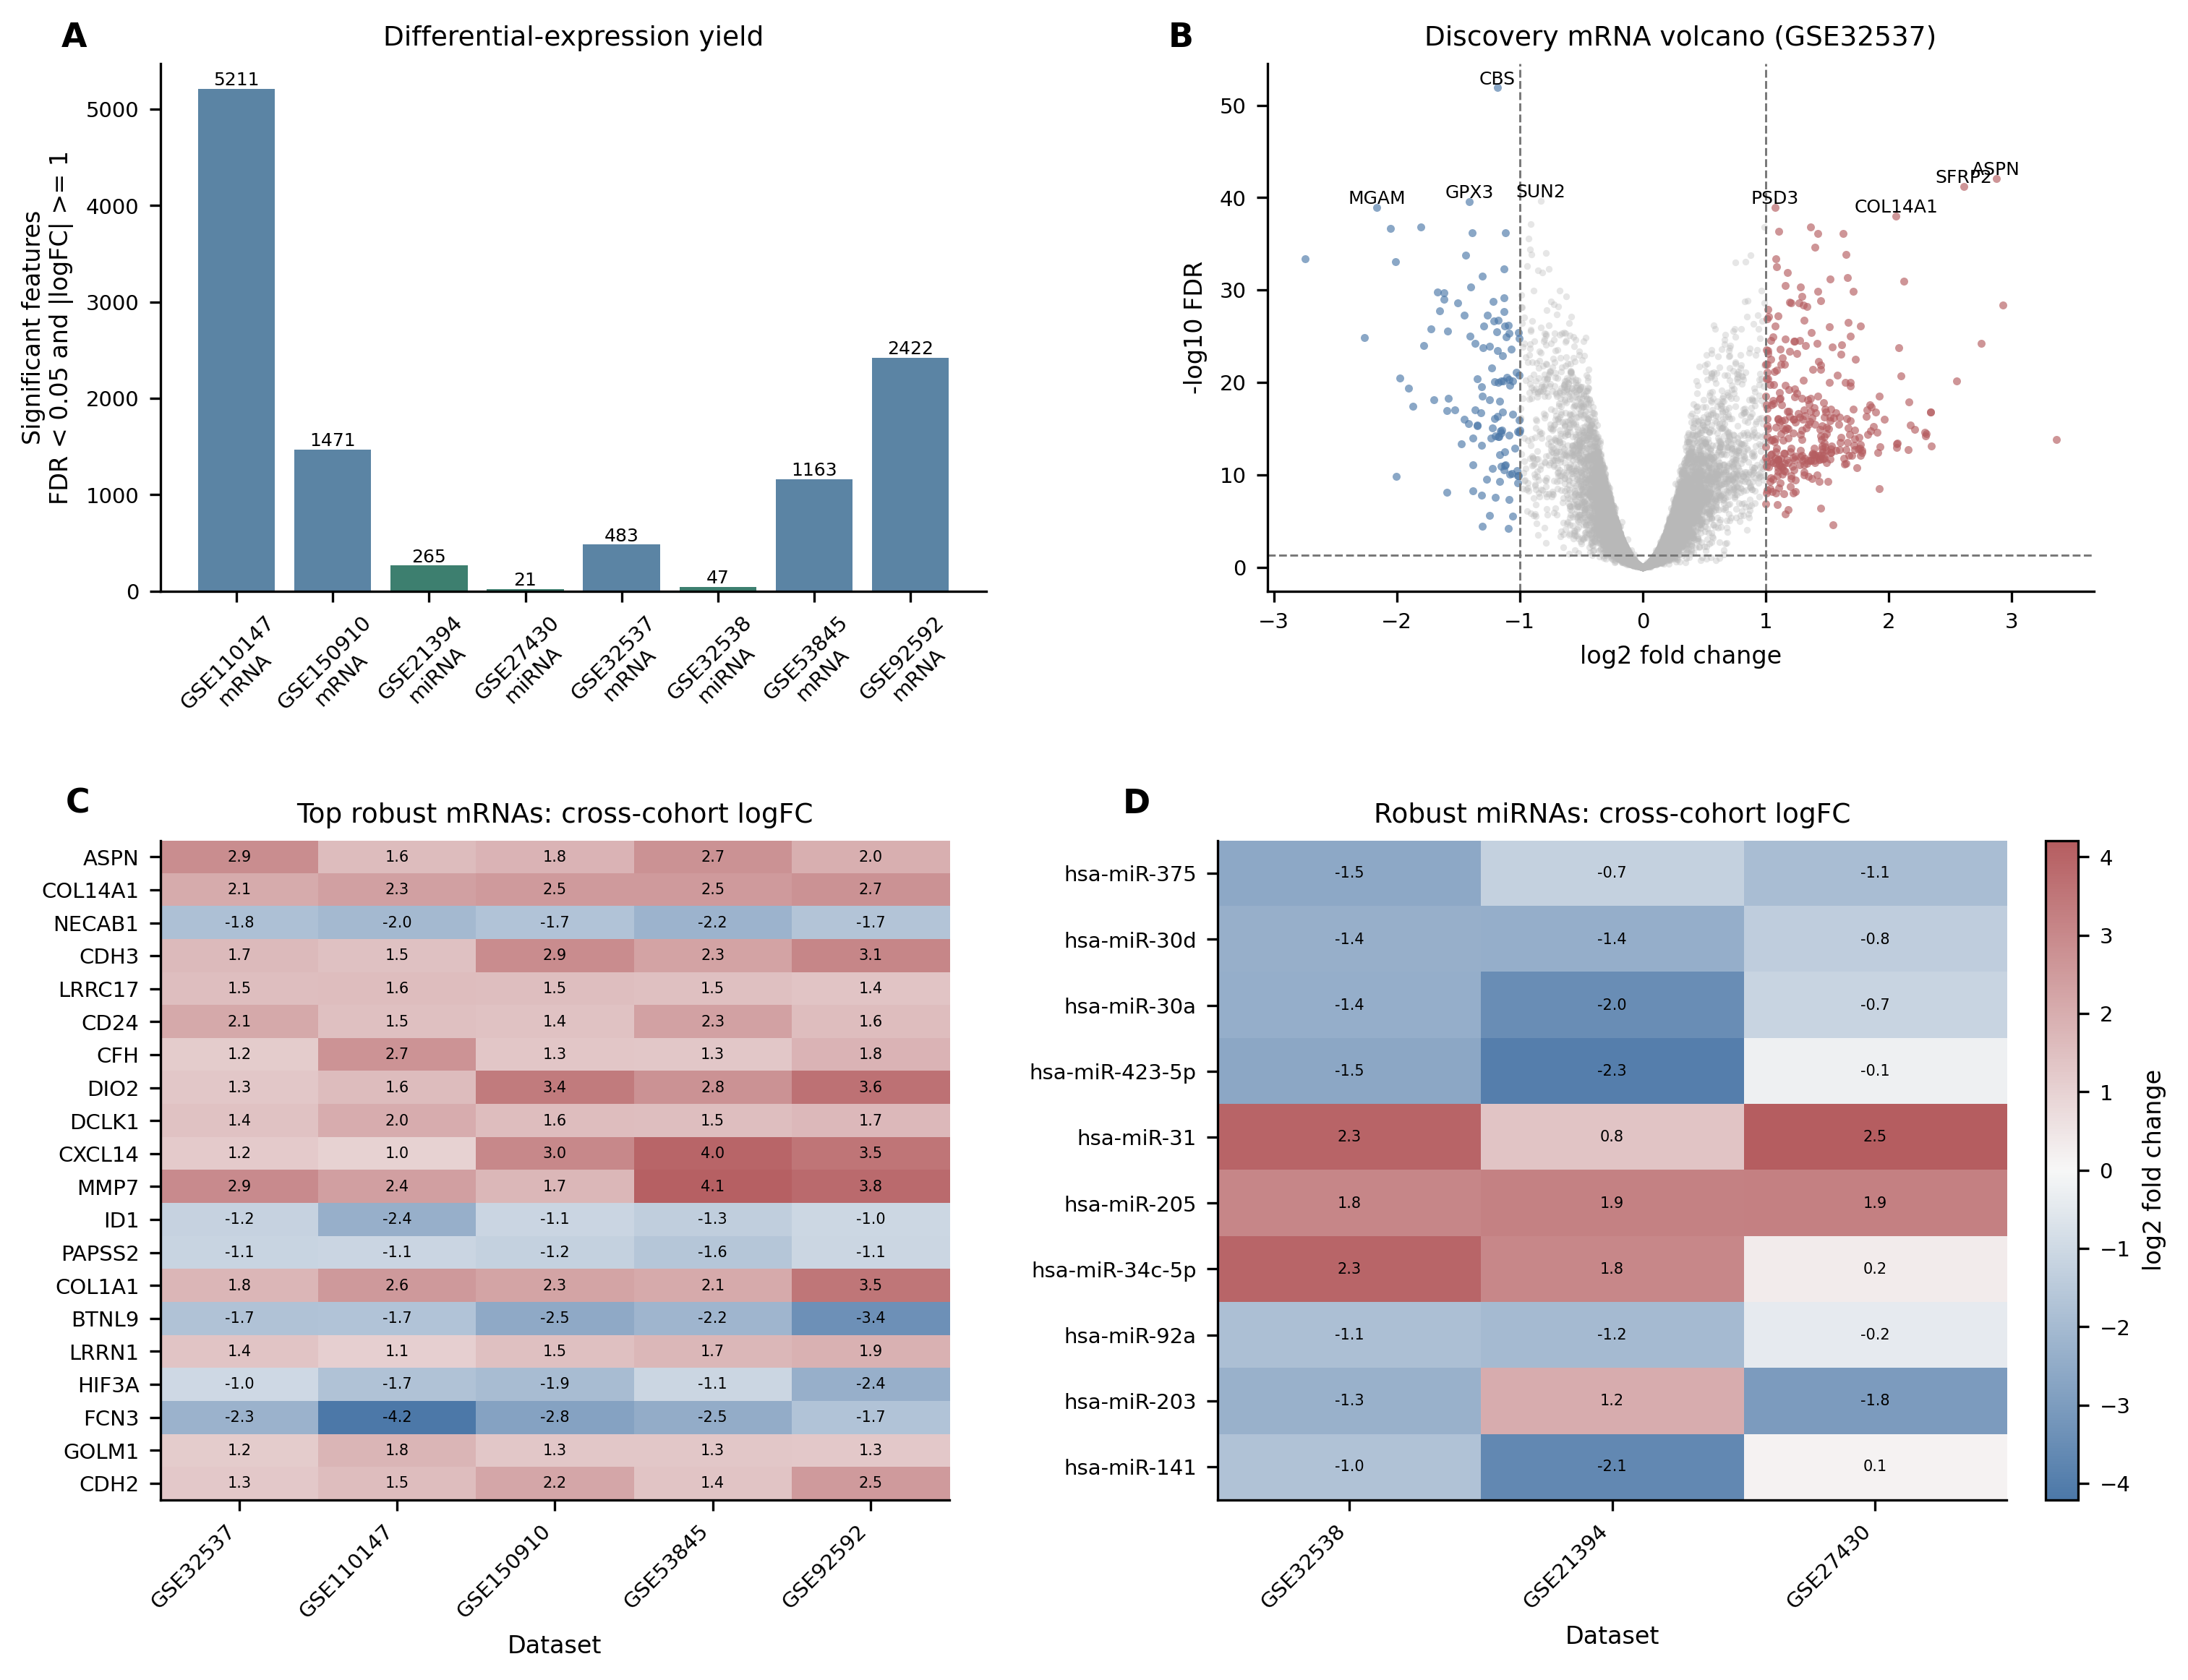 A
Differential-expression yield
Significant features
FDR < 0.05 and |logFC| >= 1
5000
4000
3000
2000
1000
0
5211
1471
265
21
483
47
1163
2422
GSE110147
mRNA
GSE150910
mRNA
GSE21394
miRNA
GSE27430
miRNA
GSE32537
mRNA
GSE32538
miRNA
GSE53845
mRNA
GSE92592
mRNA
B
Discovery mRNA volcano (GSE32537)
-log10 FDR
50
40
30
20
10
0
CBS
MGAM
GPX3
SUN2
PSD3
COL14A1
SFRP2
ASPN
−3 −2 −1 0 1 2 3
log2 fold change
C
Top robust mRNAs: cross-cohort logFC
ASPN 2.9 1.6 1.8 2.7 2.0
COL14A1 2.1 2.3 2.5 2.5 2.7
NECAB1 -1.8 -2.0 -1.7 -2.2 -1.7
CDH3 1.7 1.5 2.9 2.3 3.1
LRRC17 1.5 1.6 1.5 1.5 1.4
CD24 2.1 1.5 1.4 2.3 1.6
CFH 1.2 2.7 1.3 1.3 1.8
DIO2 1.3 1.6 3.4 2.8 3.6
DCLK1 1.4 2.0 1.6 1.5 1.7
CXCL14 1.2 1.0 3.0 4.0 3.5
MMP7 2.9 2.4 1.7 4.1 3.8
ID1 -1.2 -2.4 -1.1 -1.3 -1.0
PAPSS2 -1.1 -1.1 -1.2 -1.6 -1.1
COL1A1 1.8 2.6 2.3 2.1 3.5
BTNL9 -1.7 -1.7 -2.5 -2.2 -3.4
LRRN1 1.4 1.1 1.5 1.7 1.9
HIF3A -1.0 -1.7 -1.9 -1.1 -2.4
FCN3 -2.3 -4.2 -2.8 -2.5 -1.7
GOLM1 1.2 1.8 1.3 1.3 1.3
CDH2 1.3 1.5 2.2 1.4 2.5
GSE32537
GSE110147
GSE150910
GSE53845
GSE92592
Dataset
D
Robust miRNAs: cross-cohort logFC
hsa-miR-375 -1.5 -0.7 -1.1
hsa-miR-30d -1.4 -1.4 -0.8
hsa-miR-30a -1.4 -2.0 -0.7
hsa-miR-423-5p -1.5 -2.3 -0.1
hsa-miR-31 2.3 0.8 2.5
hsa-miR-205 1.8 1.9 1.9
hsa-miR-34c-5p 2.3 1.8 0.2
hsa-miR-92a -1.1 -1.2 -0.2
hsa-miR-203 -1.3 1.2 -1.8
hsa-miR-141 -1.0 -2.1 0.1
GSE32538
GSE21394
GSE27430
Dataset
4
3
2
1
0
−1
−2
−3
−4
log2 fold change